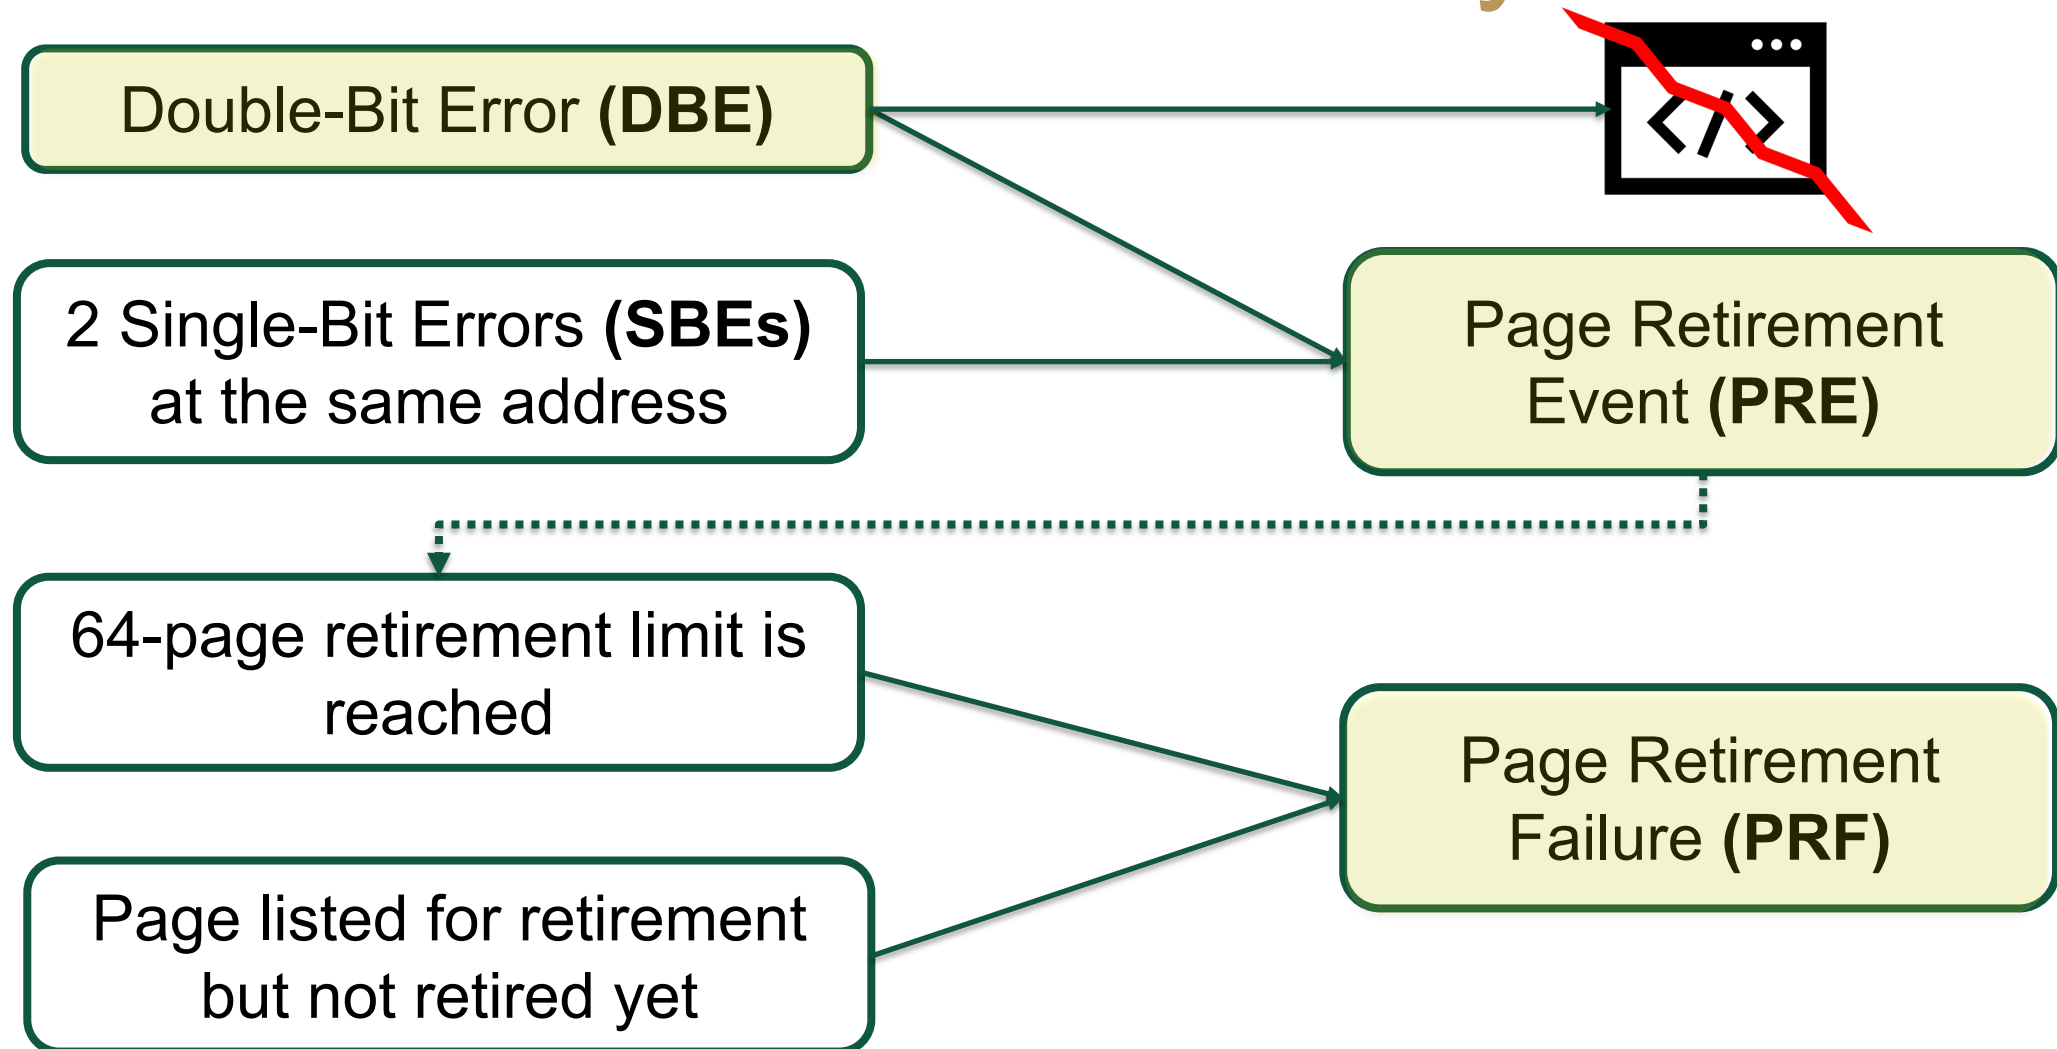 Double-Bit Error (DBE)
2 Single-Bit Errors (SBEs)
at the same address
Page Retirement
Event (PRE)
64-page retirement limit is
reached
Page Retirement
Failure (PRF)
Page listed for retirement
but not retired yet